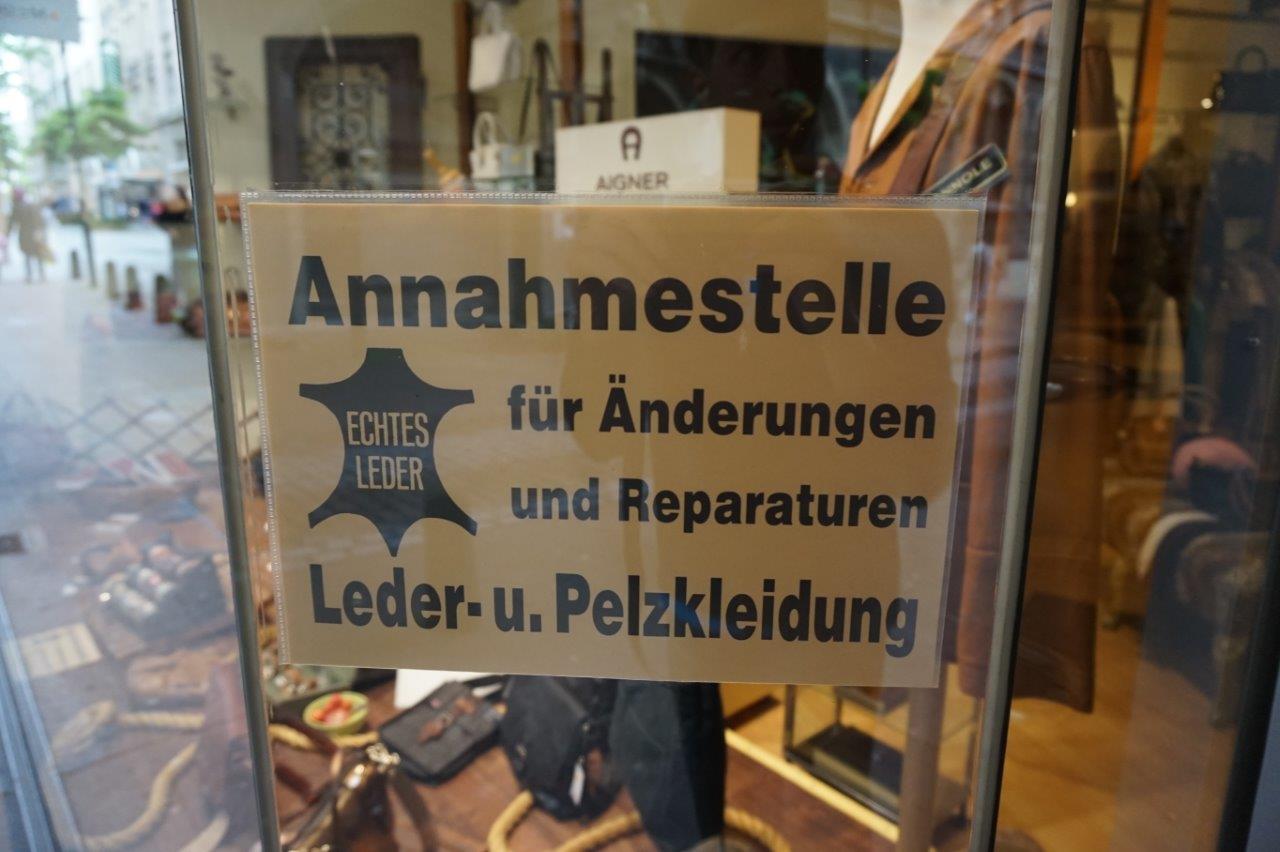 AIGNER
Annahmestelle
ECHTES
LEDER
für Änderungen
und Reparaturen
Leder- u. Pelzkleidung